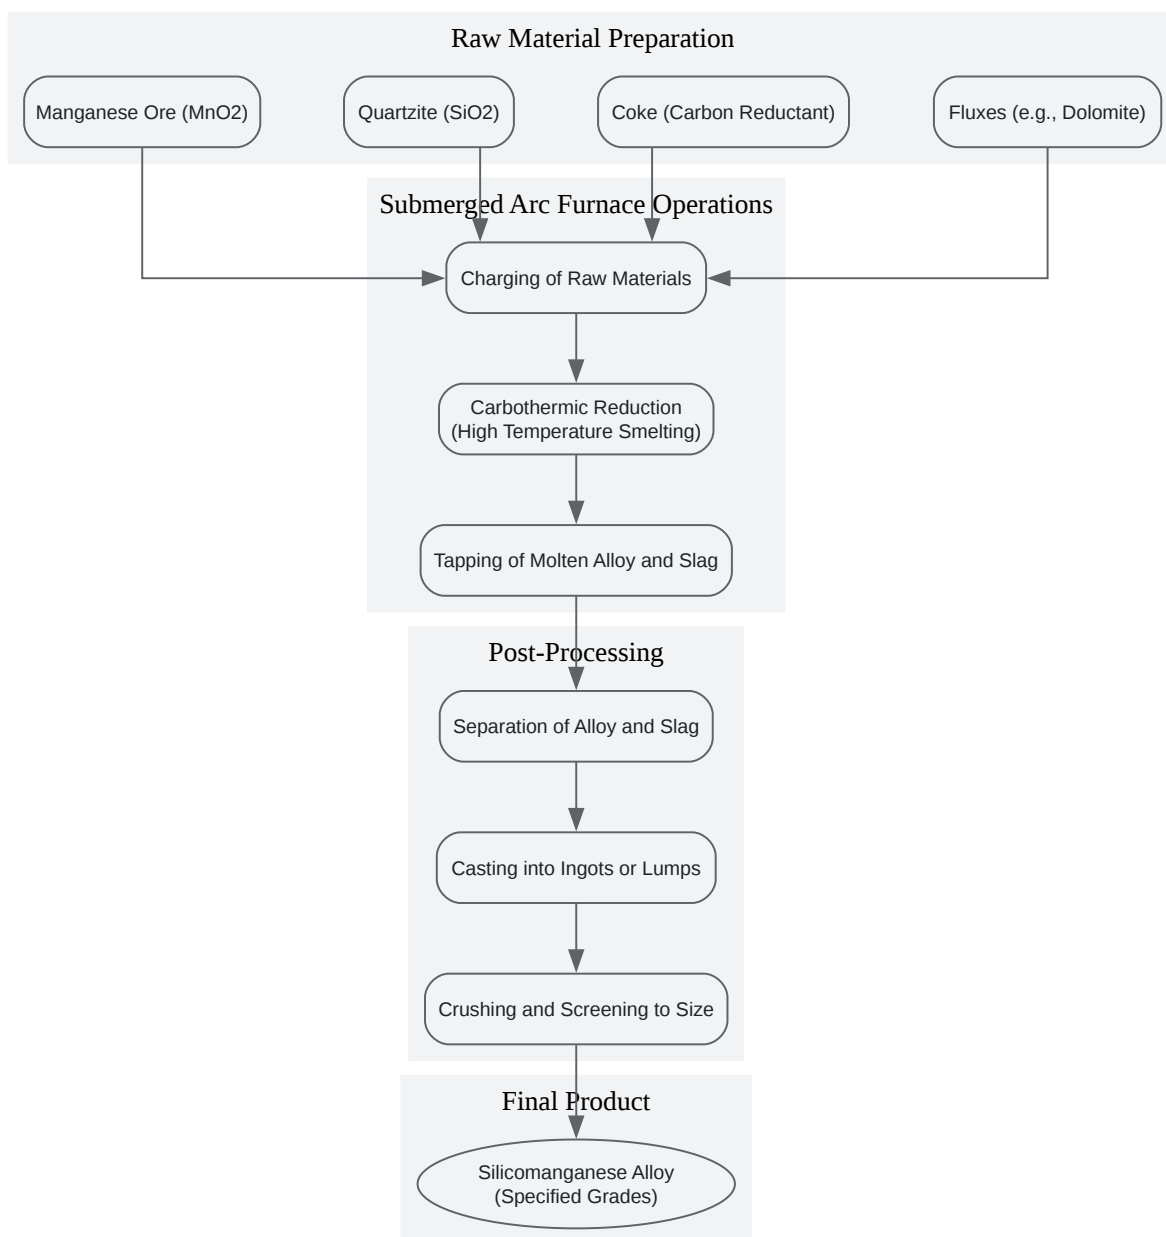 Raw Material Preparation
Manganese Ore (MnO2)
Quartzite (SiO2)
Coke (Carbon Reductant)
Fluxes (e.g., Dolomite)
Submerged Arc Furnace Operations
Charging of Raw Materials
Carbothermic Reduction
(High Temperature Smelting)
Tapping of Molten Alloy and Slag
Post-Processing
Separation of Alloy and Slag
Casting into Ingots or Lumps
Crushing and Screening to Size
Final Product
Silicomanganese Alloy
(Specified Grades)